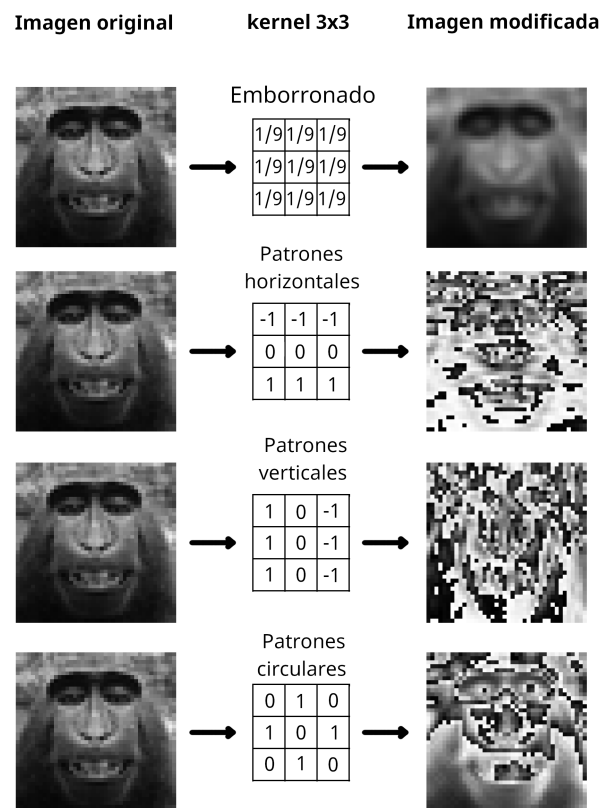 Imagen original kernel 3x3 Imagen modificada
Emborronado
1/9 1/9 1/9
1/9 1/9 1/9
1/9 1/9 1/9
Patrones
horizontales
-1 -1 -1
0 0 0
1 1 1
Patrones
verticales
1 0 -1
1 0 -1
1 0 -1
Patrones
circulares
0 1 0
1 0 1
0 1 0